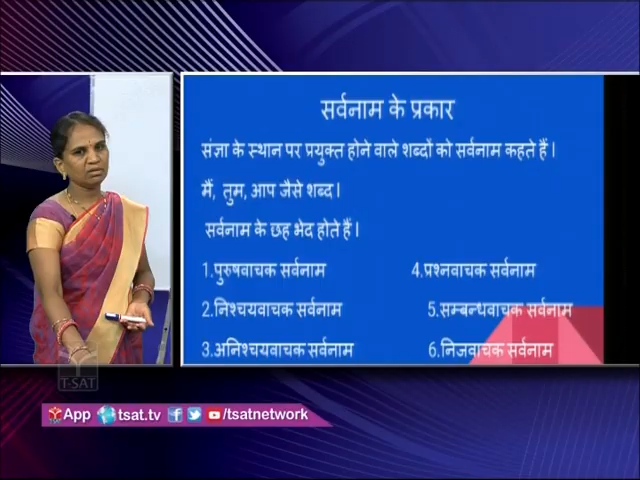 सर्वनाम के प्रकार
संज्ञा के स्थान पर प्रयुक्त होने वाले शब्दों को सर्वनाम कहते हैं ।
मैं, तुम, आप जैसे शब्द ।
सर्वनाम के छह भेद होते हैं ।
1.पुरुषवाचक सर्वनाम 4.प्रश्नवाचक सर्वनाम
2.निश्चयवाचक सर्वनाम 5.सम्बन्धवाचक सर्वनाम
3.अनिश्चयवाचक सर्वनाम 6.निजवाचक सर्वनाम
T-SAT
App tsat.tv /tsatnetwork